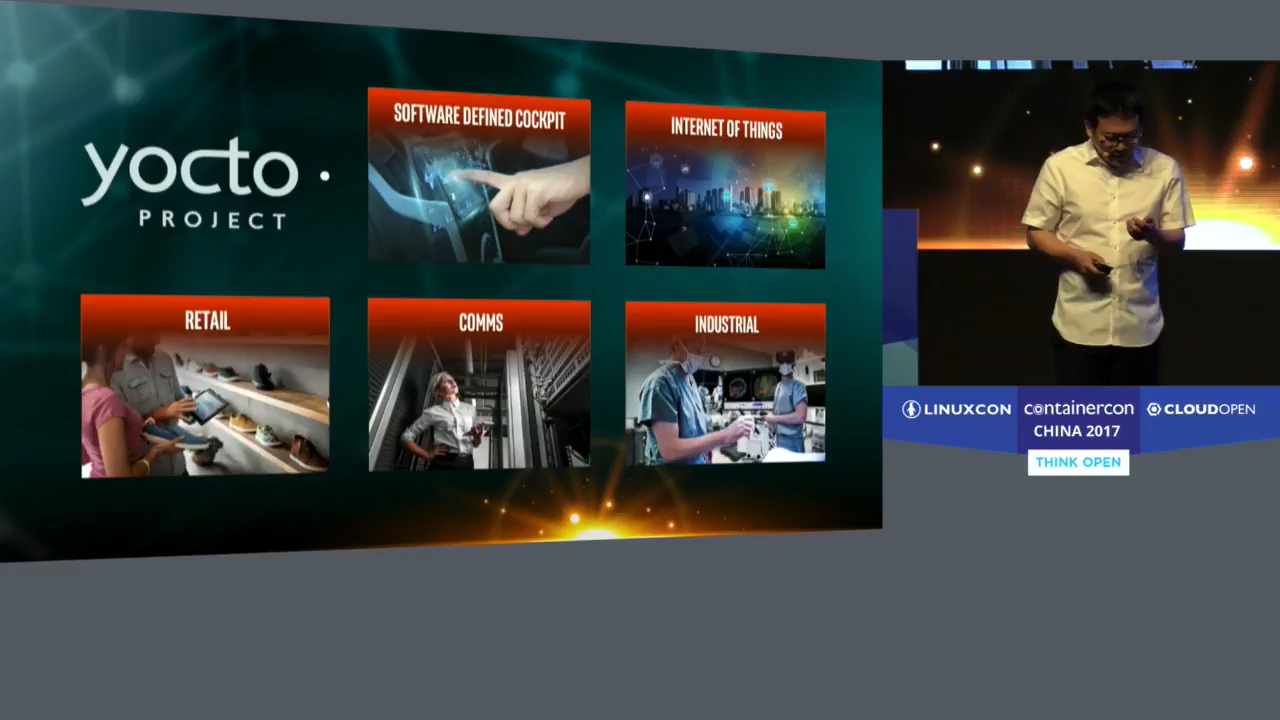 yocto
PROJECT
SOFTWARE DEFINED COCKPIT
INTERNET OF THINGS
RETAIL
COMMS
INDUSTRIAL
LINUXCON
containercon
CLOUDOPEN
CHINA 2017
THINK OPEN